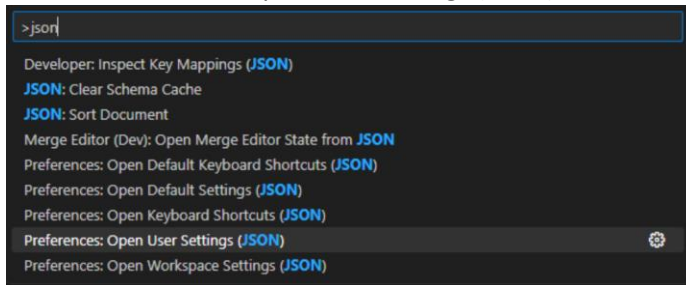 >json
Developer: Inspect Key Mappings (JSON)
JSON: Clear Schema Cache
JSON: Sort Document
Merge Editor (Dev): Open Merge Editor State from JSON
Preferences: Open Default Keyboard Shortcuts (JSON)
Preferences: Open Default Settings (JSON)
Preferences: Open Keyboard Shortcuts (JSON)
Preferences: Open User Settings (JSON)
Preferences: Open Workspace Settings (JSON)